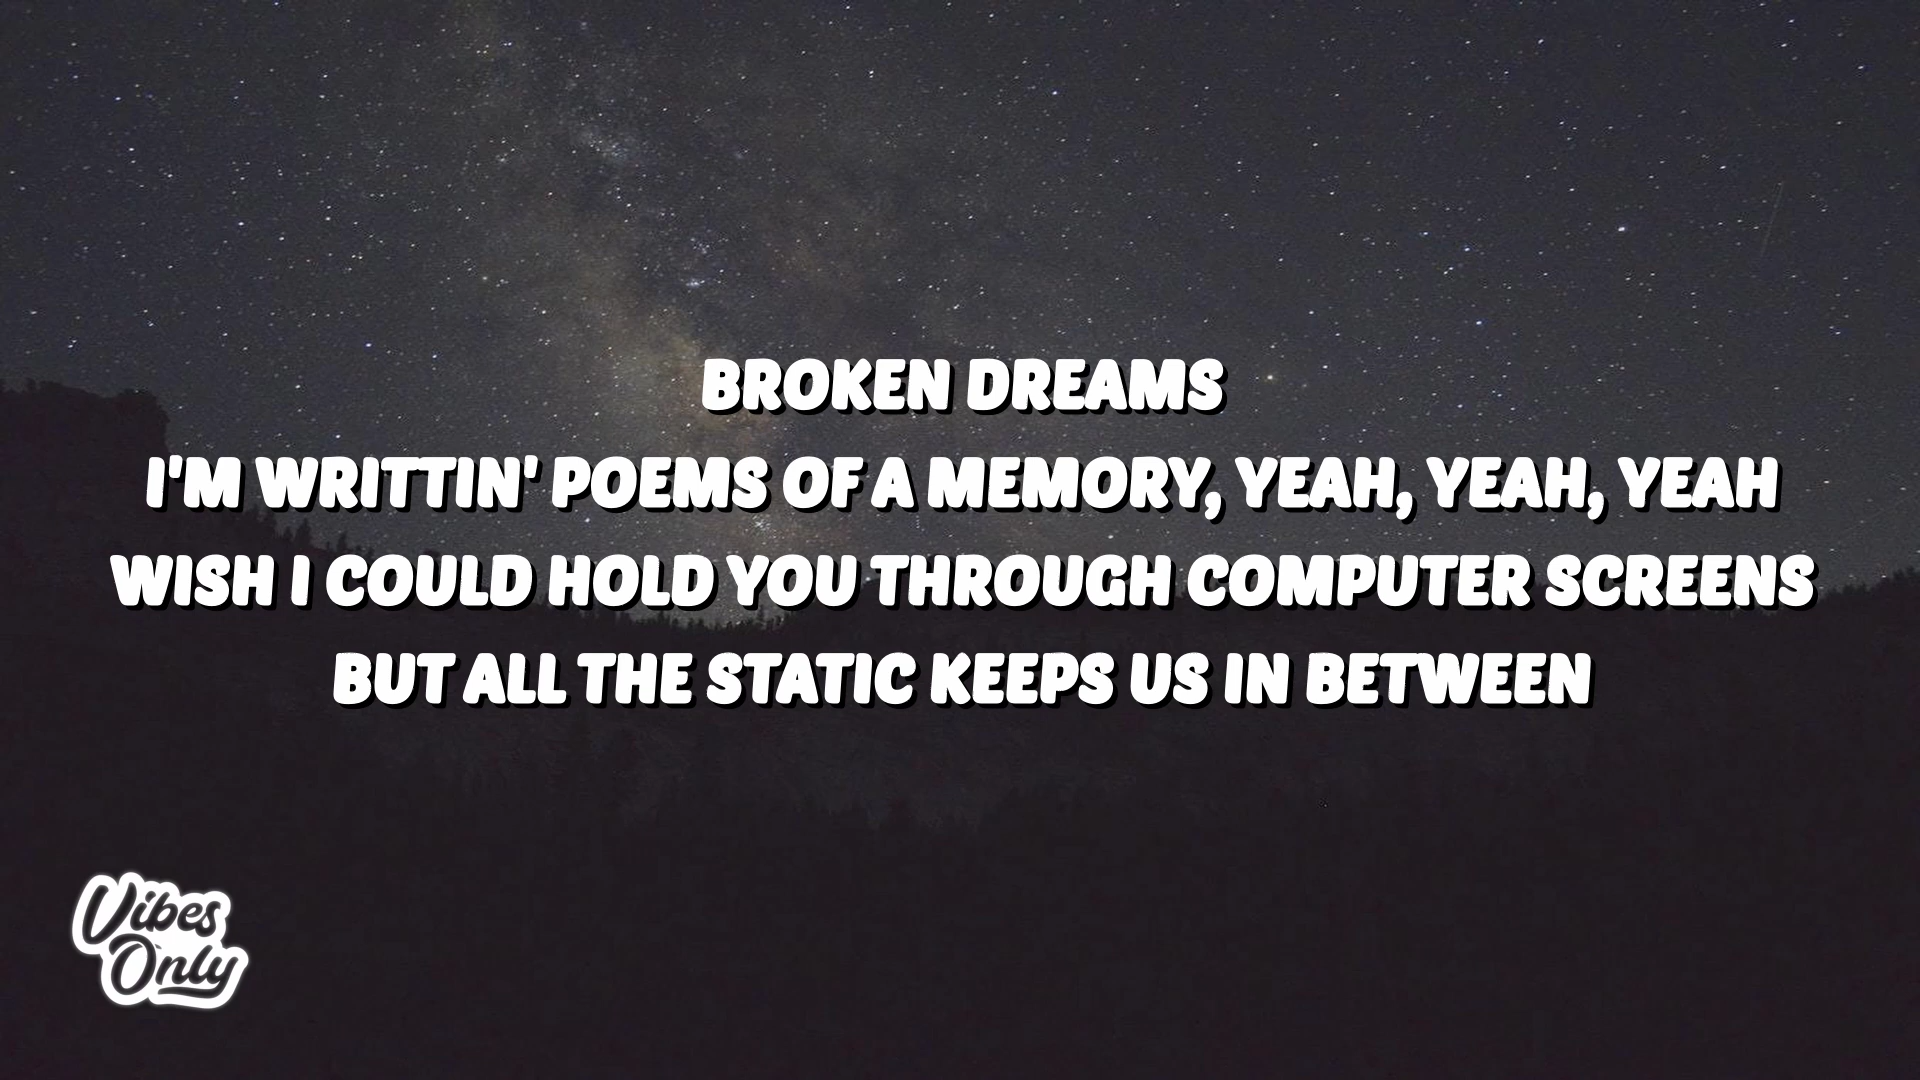 BROKEN DREAMS
I'M WRITTIN' POEMS OF A MEMORY, YEAH, YEAH, YEAH
WISH I COULD HOLD YOU THROUGH COMPUTER SCREENS
BUT ALL THE STATIC KEEPS US IN BETWEEN
Vibes
Only